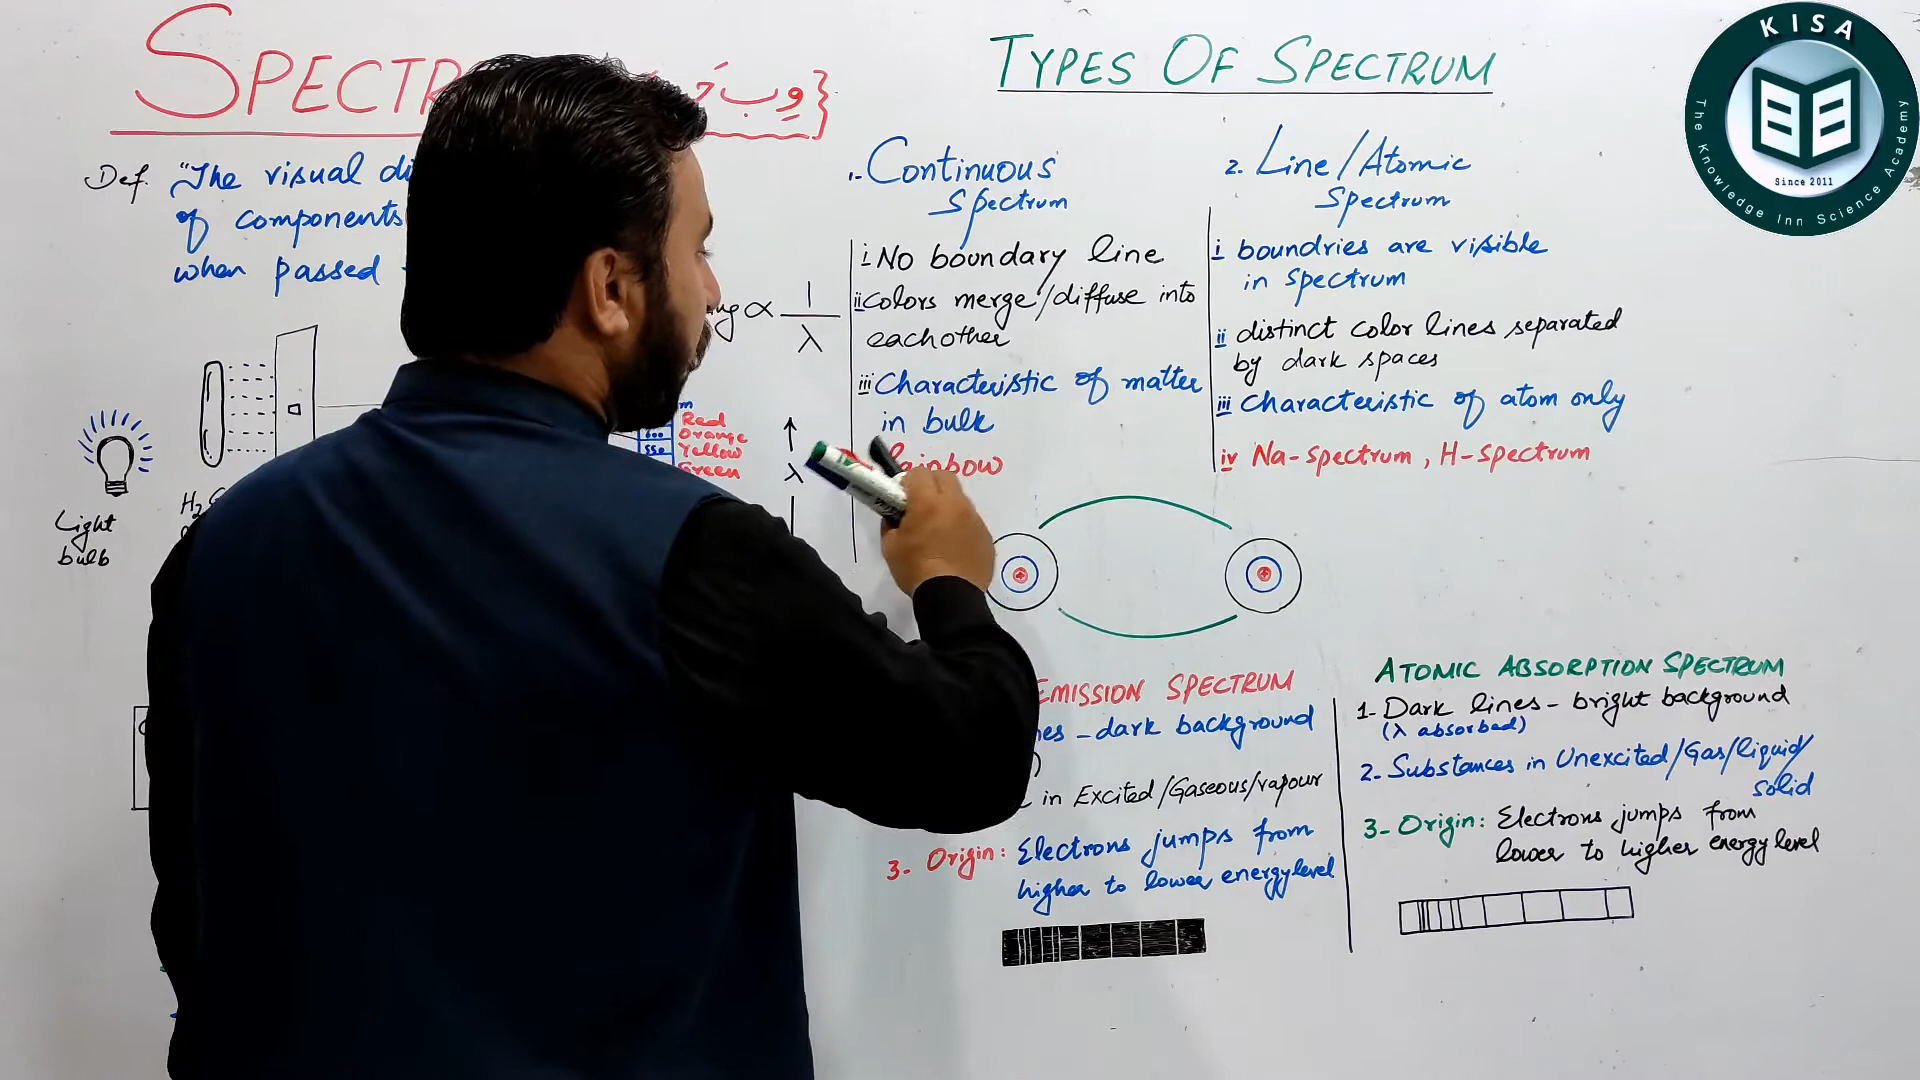 TYPES OF SPECTRUM
Def. "The visual
of components
when passed
∝ 1
λ
Light
bulb
Red
600 Orange
550 Yellow
Green
λ
1.- Continuous
Spectrum
i No boundary line
ii colors merge/diffuse into
eachother
iii Characteristic of matter
in bulk
Rainbow
2. Line/Atomic
Spectrum
i boundries are visible
in spectrum
ii distinct color lines separated
by dark spaces
iii Characteristic of atom only
iv Na-spectrum, H-spectrum
+
+
EMISSION SPECTRUM
- dark background
in Excited/Gaseous/vapour
3- Origin: Electrons jumps from
higher to lower energy level
ATOMIC ABSORPTION SPECTRUM
1- Dark lines - bright background
(λ absorbed)
2- Substances in Unexcited/Gas/liquid/
solid
3- Origin: Electrons jumps from
lower to higher energy level
KISA
The Knowledge Inn Science Academy
Since 2011